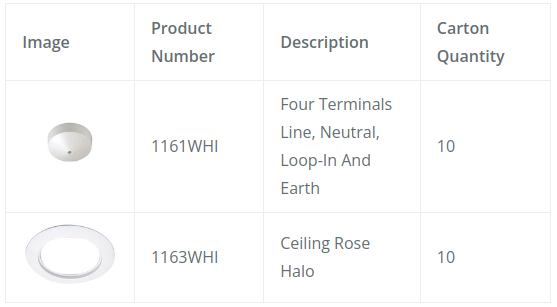 Image
Product
Number
Description
Carton
Quantity
1161WHI
Four Terminals
Line, Neutral,
Loop-In And
Earth
10
1163WHI
Ceiling Rose
Halo
10